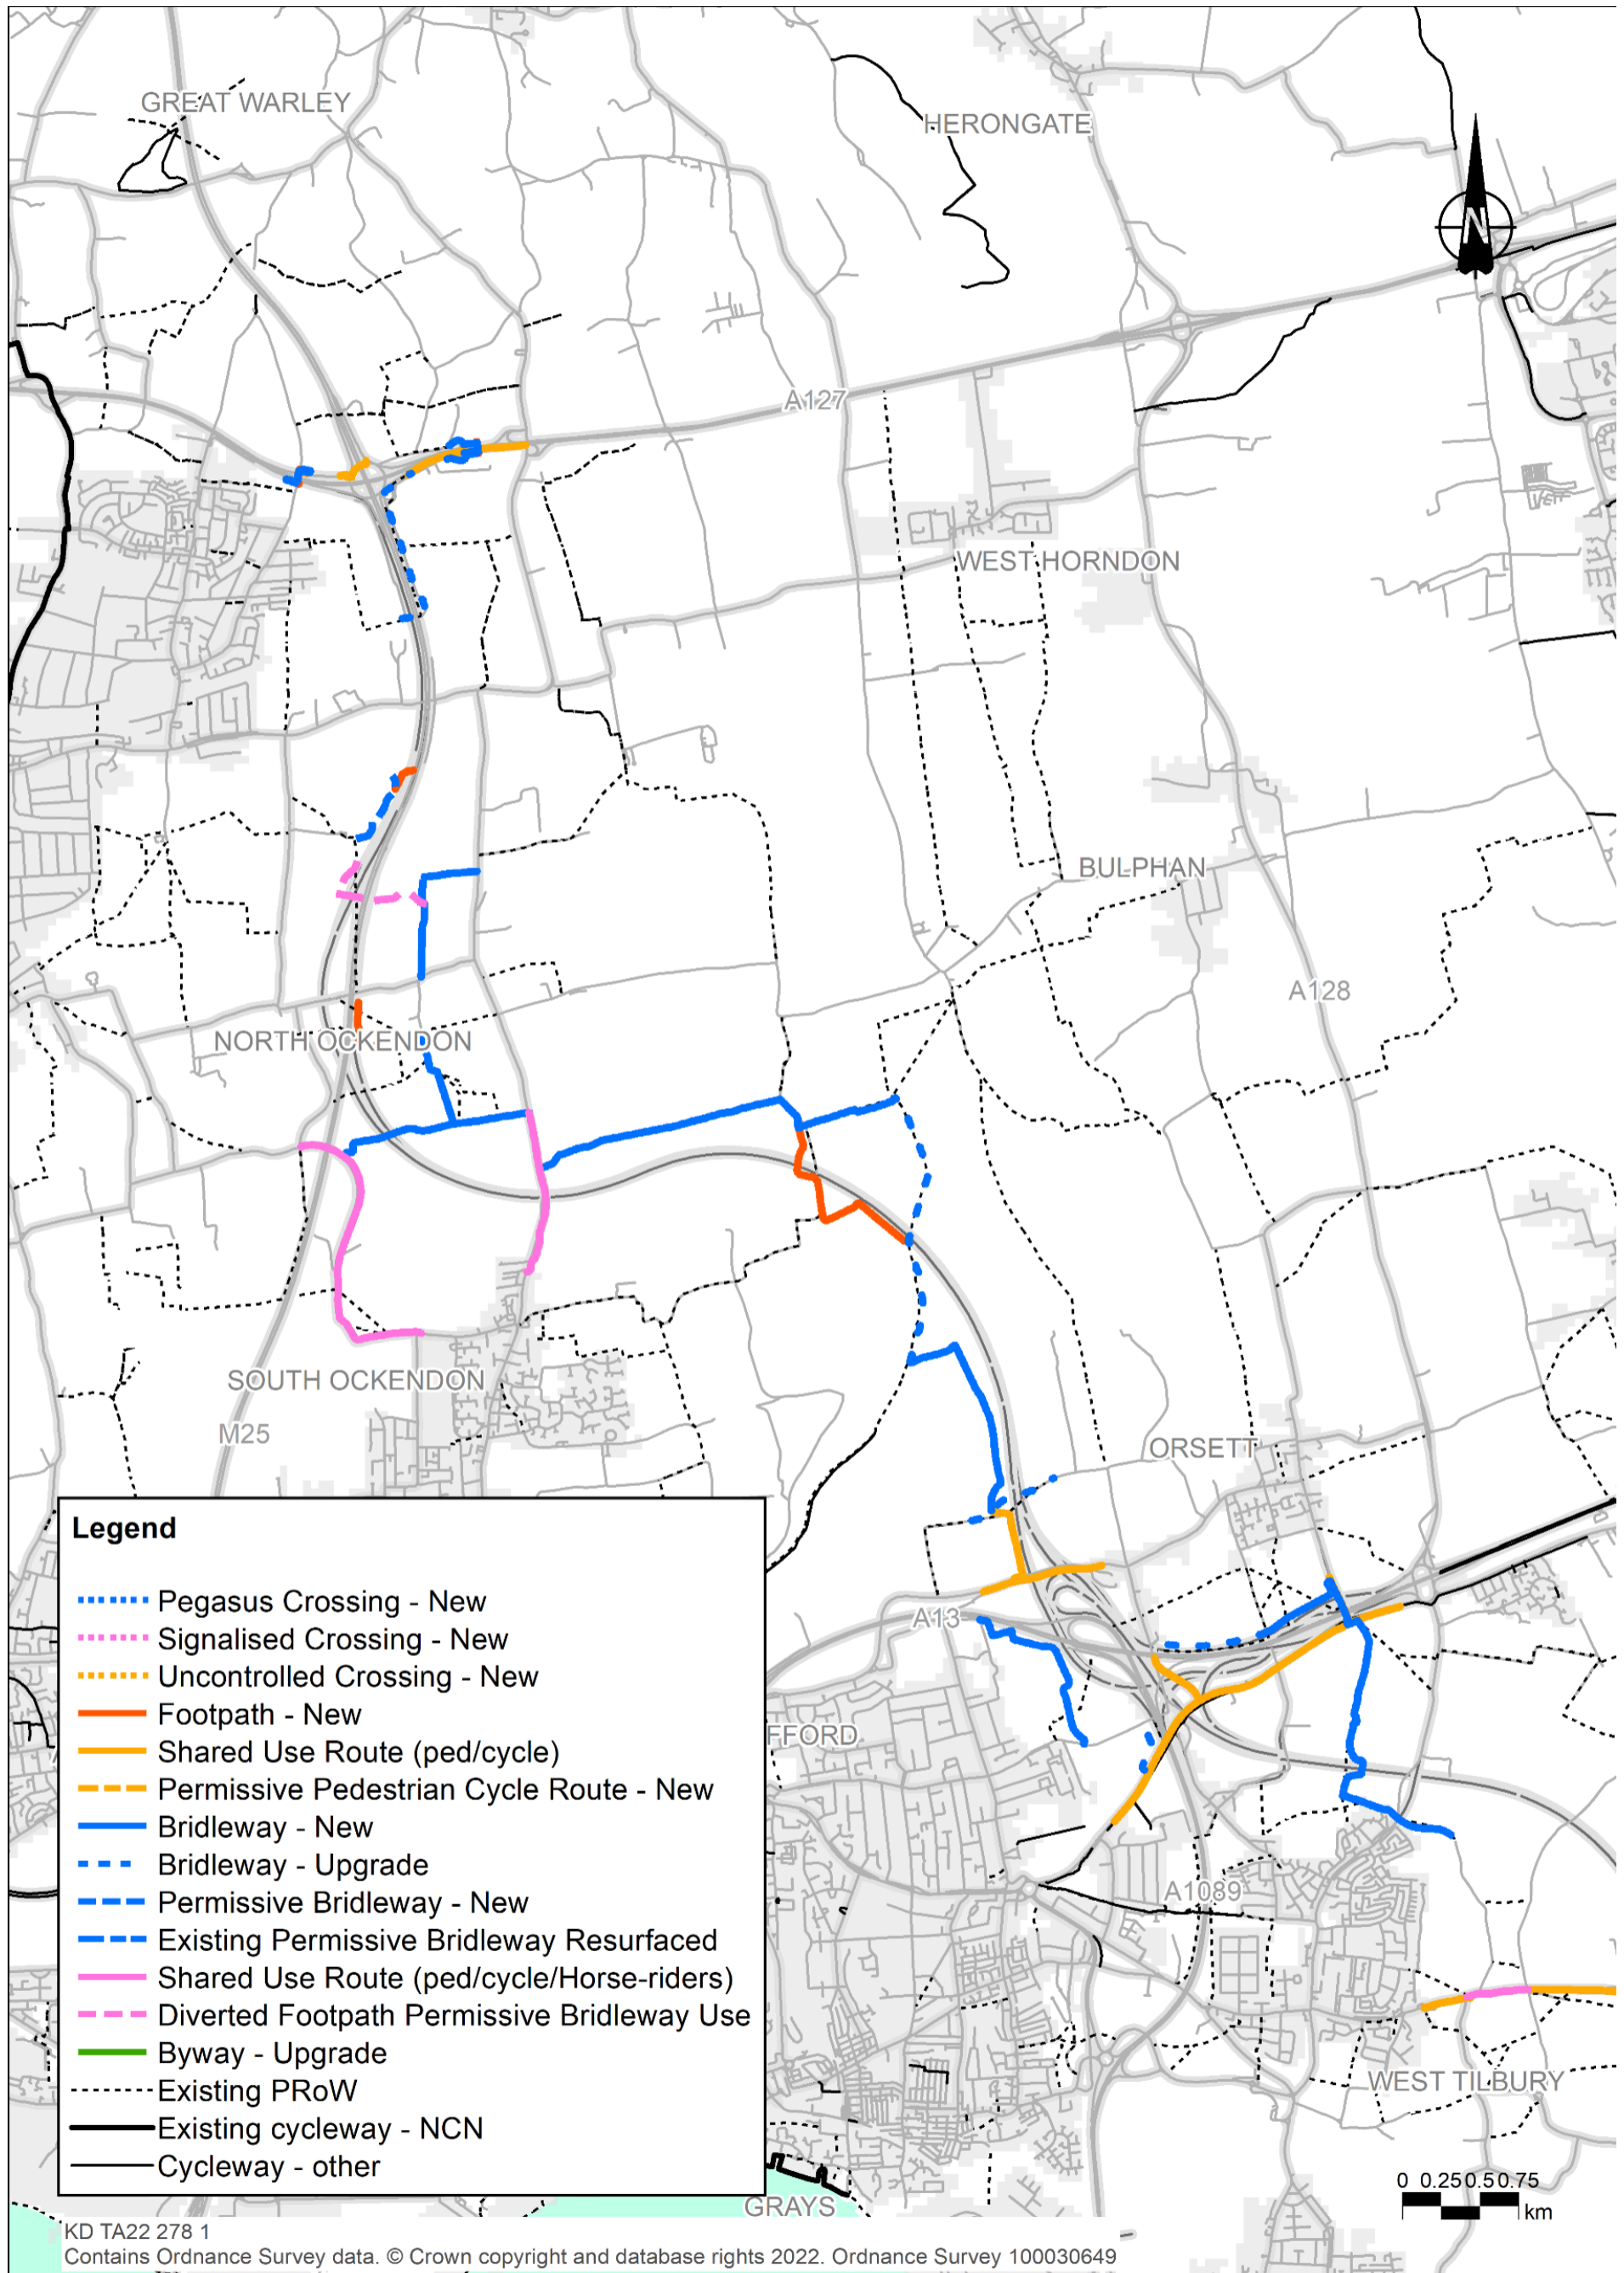 GREAT WARLEY
HERONGATE
N
A127
WEST HORNDON
BULPHAN
A128
NORTH OCKENDON
SOUTH OCKENDON
M25
ORSETT
A13
FFORD
A1089
WEST TILBURY
GRAYS
Legend
Pegasus Crossing - New
Signalised Crossing - New
Uncontrolled Crossing - New
Footpath - New
Shared Use Route (ped/cycle)
Permissive Pedestrian Cycle Route - New
Bridleway - New
Bridleway - Upgrade
Permissive Bridleway - New
Existing Permissive Bridleway Resurfaced
Shared Use Route (ped/cycle/Horse-riders)
Diverted Footpath Permissive Bridleway Use
Byway - Upgrade
Existing PRoW
Existing cycleway - NCN
Cycleway - other
0 0.25 0.5 0.75
km
KD TA22 278 1
Contains Ordnance Survey data. © Crown copyright and database rights 2022. Ordnance Survey 100030649